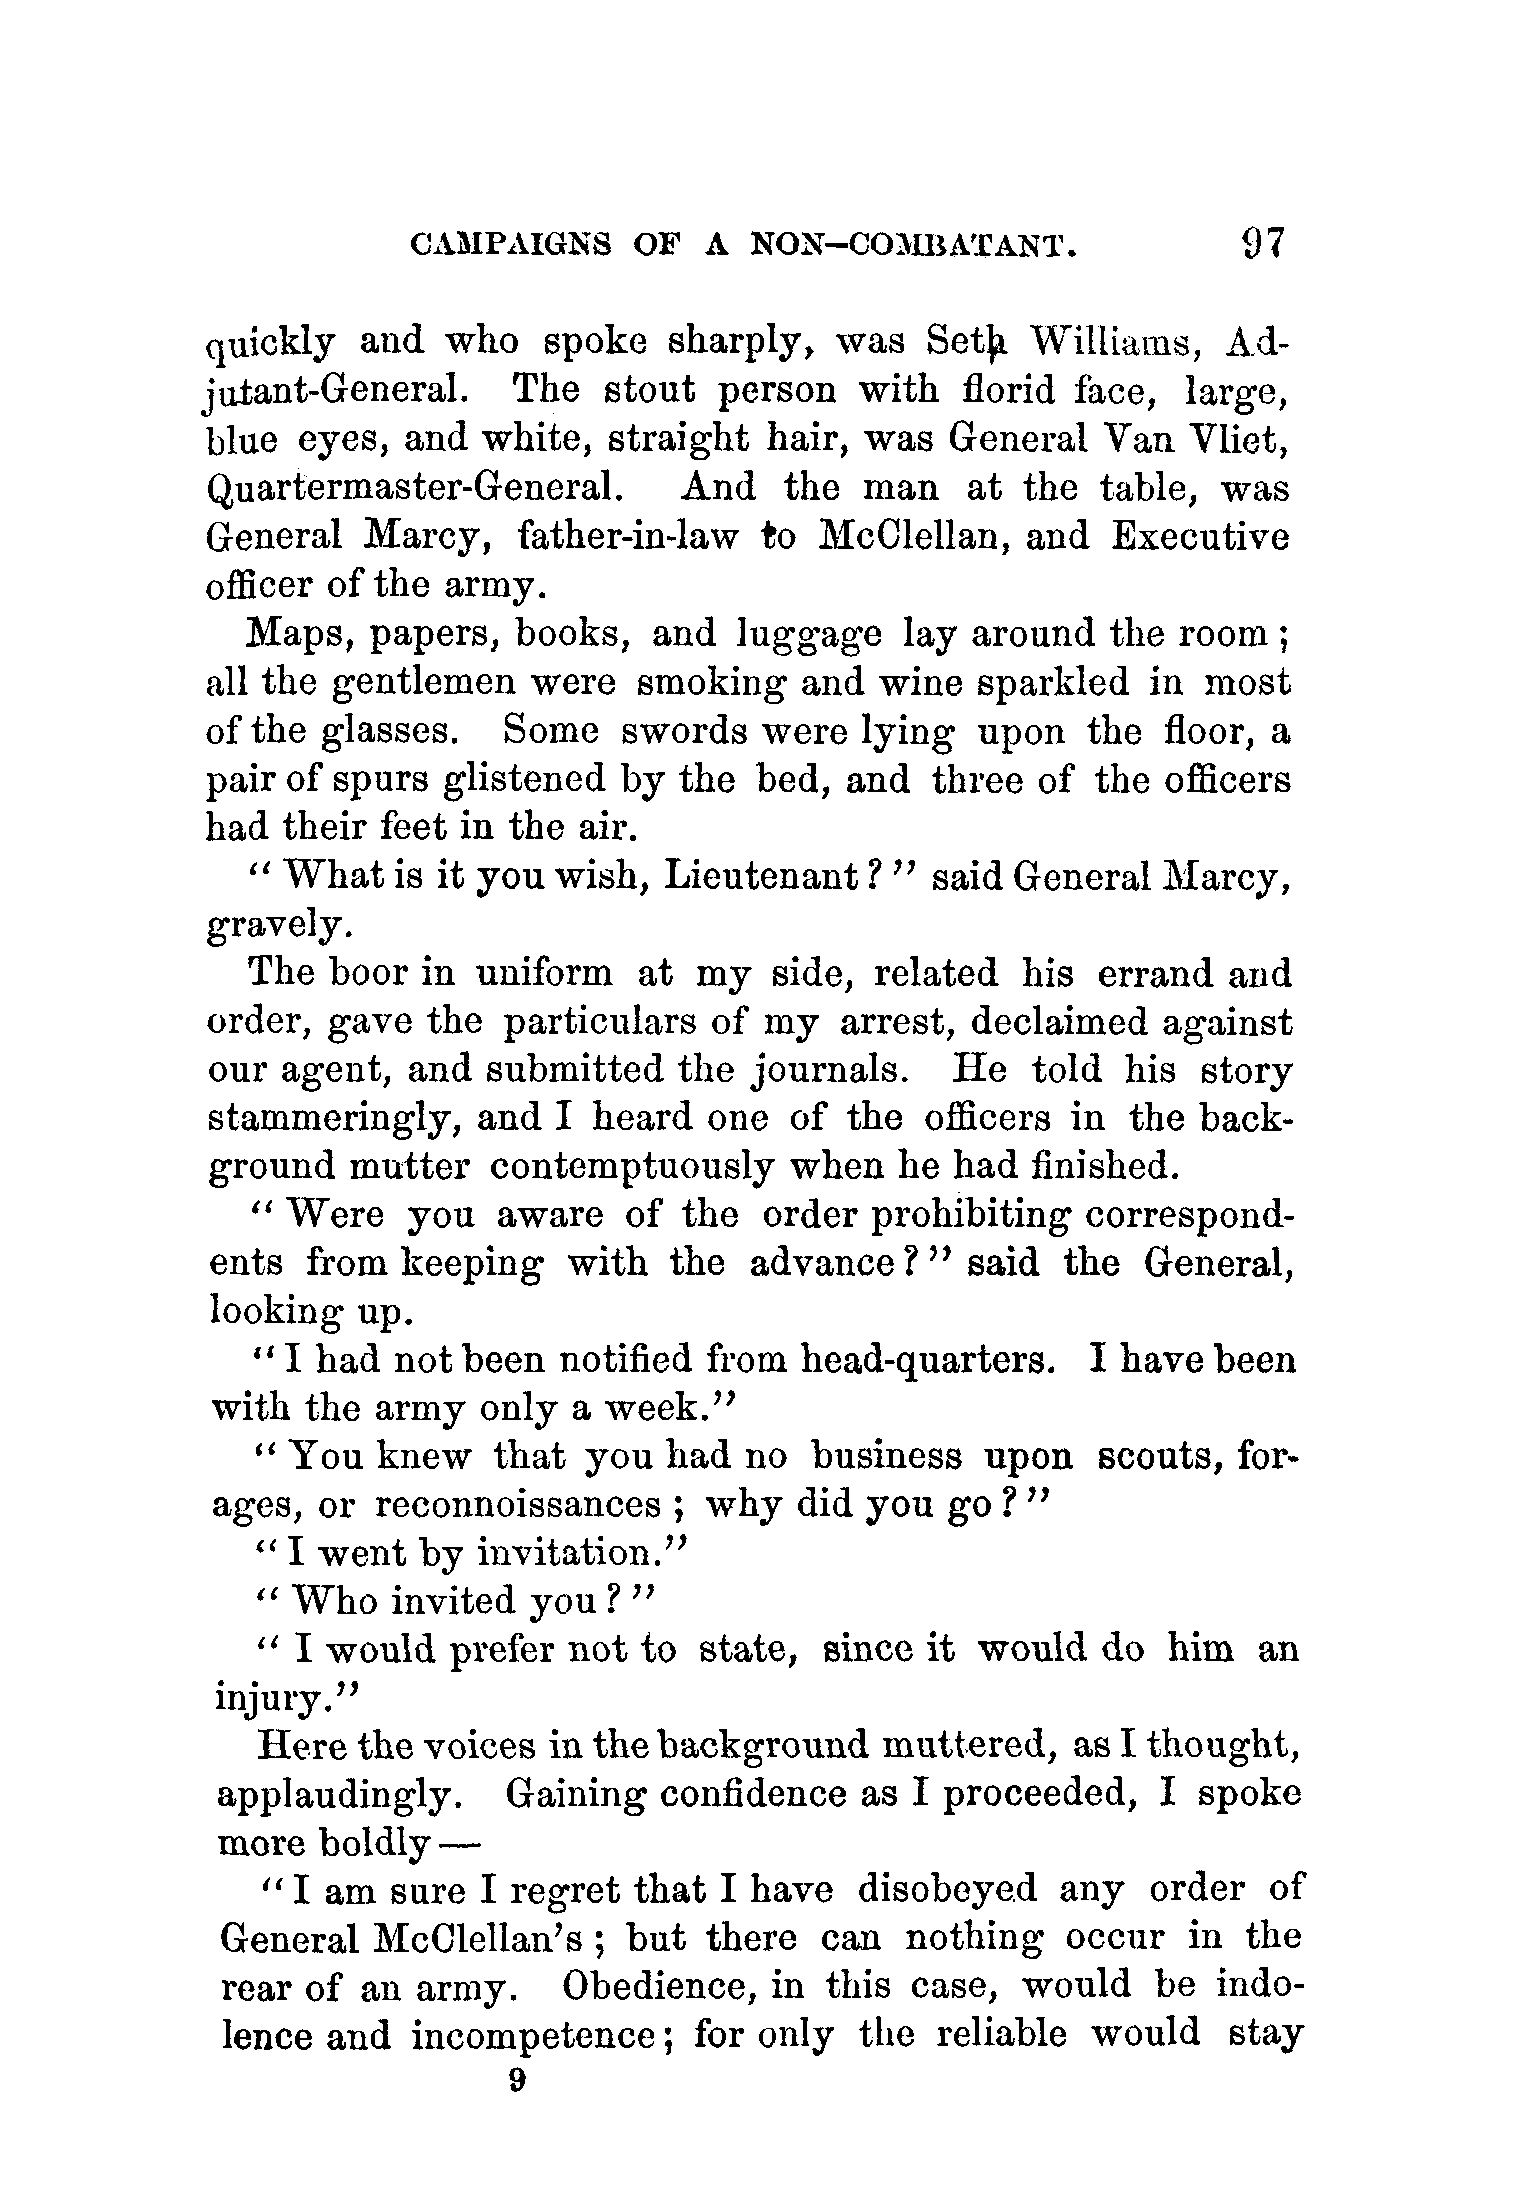 CAMPAIGNS OF A NON-COMBATANT. 97
quickly and who spoke sharply, was Seth Williams, Ad-
jutant-General. The stout person with florid face, large,
blue eyes, and white, straight hair, was General Van Vliet,
Quartermaster-General. And the man at the table, was
General Marcy, father-in-law to McClellan, and Executive
officer of the army.
Maps, papers, books, and luggage lay around the room ;
all the gentlemen were smoking and wine sparkled in most
of the glasses. Some swords were lying upon the floor, a
pair of spurs glistened by the bed, and three of the officers
had their feet in the air.
" What is it you wish, Lieutenant ? " said General Marcy,
gravely.
The boor in uniform at my side, related his errand and
order, gave the particulars of my arrest, declaimed against
our agent, and submitted the journals. He told his story
stammeringly, and I heard one of the officers in the back-
ground mutter contemptuously when he had finished.
" Were you aware of the order prohibiting correspond-
ents from keeping with the advance ? " said the General,
looking up.
" I had not been notified from head-quarters. I have been
with the army only a week."
" You knew that you had no business upon scouts, for-
ages, or reconnoissances ; why did you go ? "
" I went by invitation."
" Who invited you ? "
" I would prefer not to state, since it would do him an
injury."
Here the voices in the background muttered, as I thought,
applaudingly. Gaining confidence as I proceeded, I spoke
more boldly —
" I am sure I regret that I have disobeyed any order of
General McClellan's ; but there can nothing occur in the
rear of an army. Obedience, in this case, would be indo-
lence and incompetence ; for only the reliable would stay
9